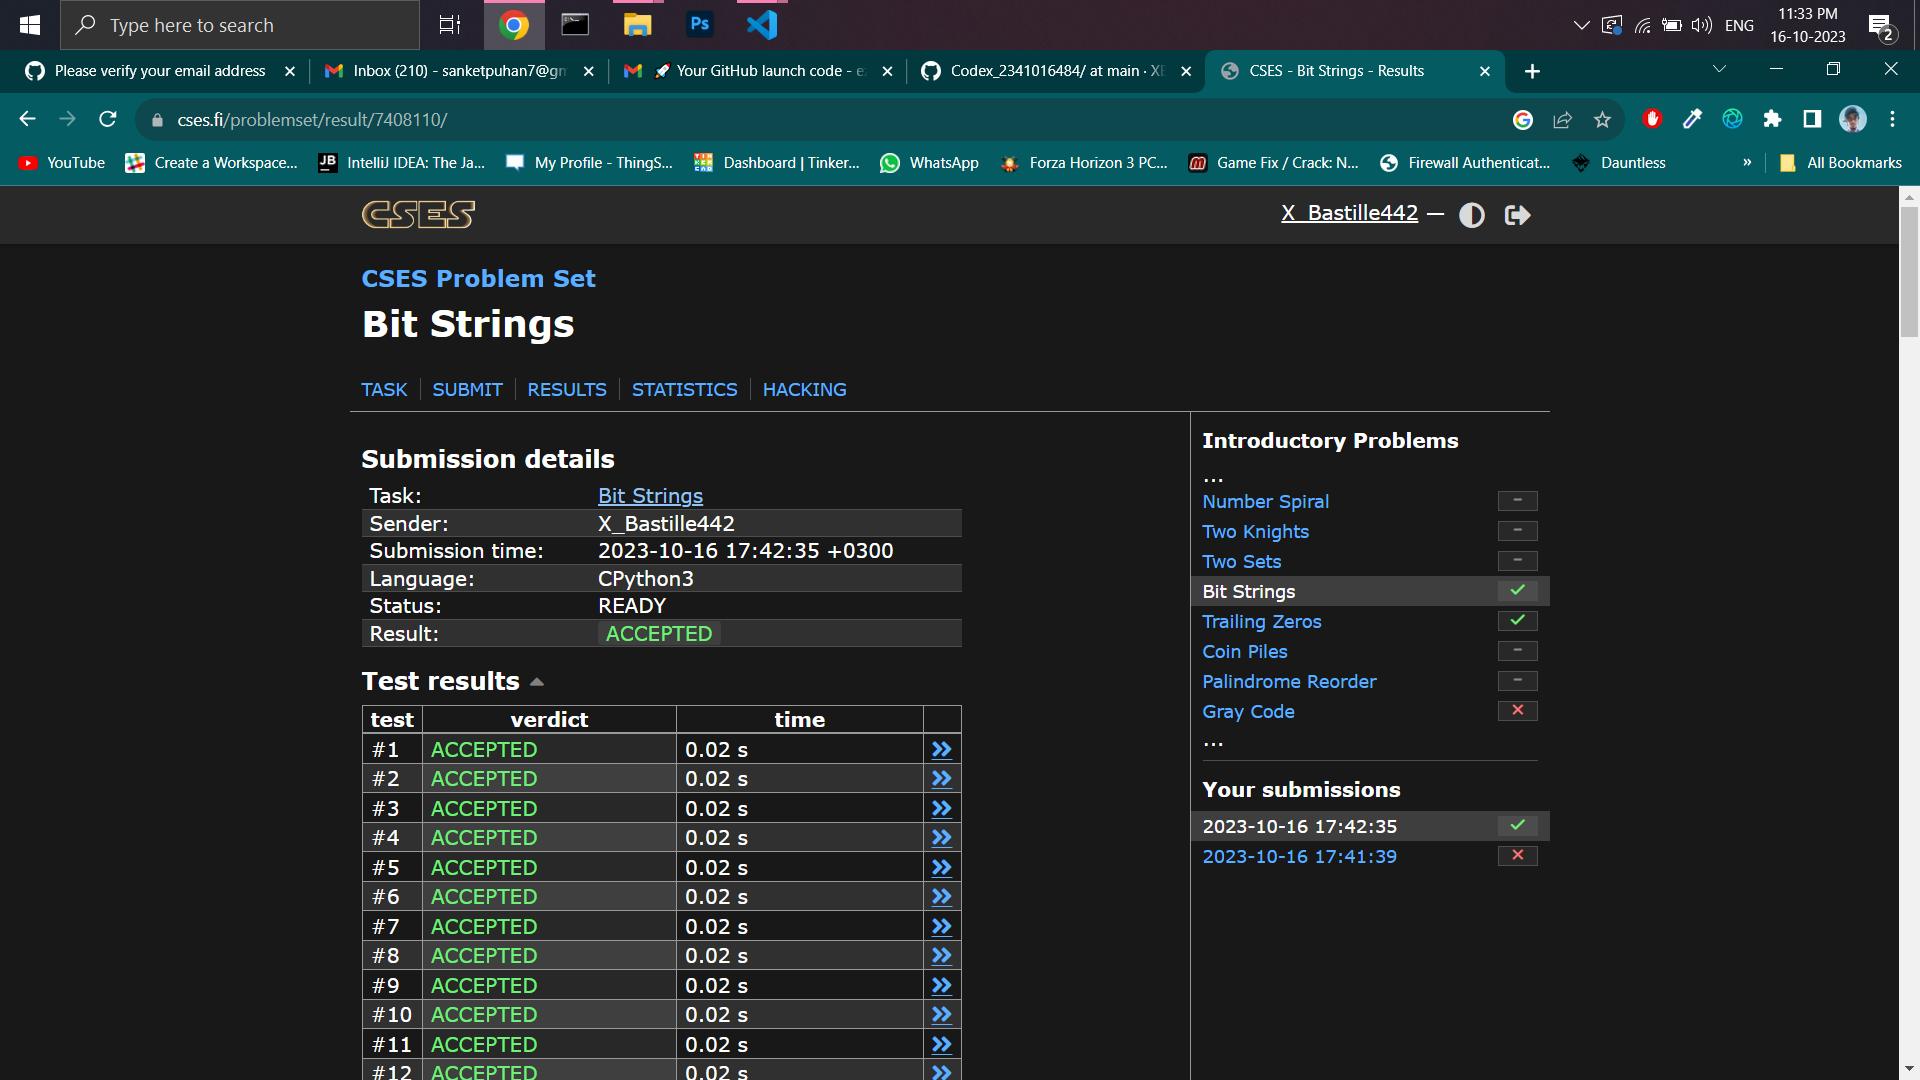 Type here to search
Ps
ENG
11:33 PM
16-10-2023
2
Please verify your email address
Inbox (210) - sanketpuhan7@gm
🚀 Your GitHub launch code - e
Codex_2341016484/ at main · XB
CSES - Bit Strings - Results
cses.fi/problemset/result/7408110/
YouTube
Create a Workspace...
JB
IntelliJ IDEA: The Ja...
My Profile - ThingS...
Dashboard | Tinker...
WhatsApp
Forza Horizon 3 PC...
Game Fix / Crack: N...
Firewall Authenticat...
Dauntless
»
All Bookmarks
CSES
X_Bastille442 —
CSES Problem Set
Bit Strings
TASK
SUBMIT
RESULTS
STATISTICS
HACKING
Submission details
Task: Bit Strings
Sender: X_Bastille442
Submission time: 2023-10-16 17:42:35 +0300
Language: CPython3
Status: READY
Result: ACCEPTED
Test results
test verdict time
#1 ACCEPTED 0.02 s »
#2 ACCEPTED 0.02 s »
#3 ACCEPTED 0.02 s »
#4 ACCEPTED 0.02 s »
#5 ACCEPTED 0.02 s »
#6 ACCEPTED 0.02 s »
#7 ACCEPTED 0.02 s »
#8 ACCEPTED 0.02 s »
#9 ACCEPTED 0.02 s »
#10 ACCEPTED 0.02 s »
#11 ACCEPTED 0.02 s »
#12 ACCEPTED 0.02 s »
Introductory Problems
...
Number Spiral –
Two Knights –
Two Sets –
Bit Strings ✓
Trailing Zeros ✓
Coin Piles –
Palindrome Reorder –
Gray Code ✕
...
Your submissions
2023-10-16 17:42:35 ✓
2023-10-16 17:41:39 ✕